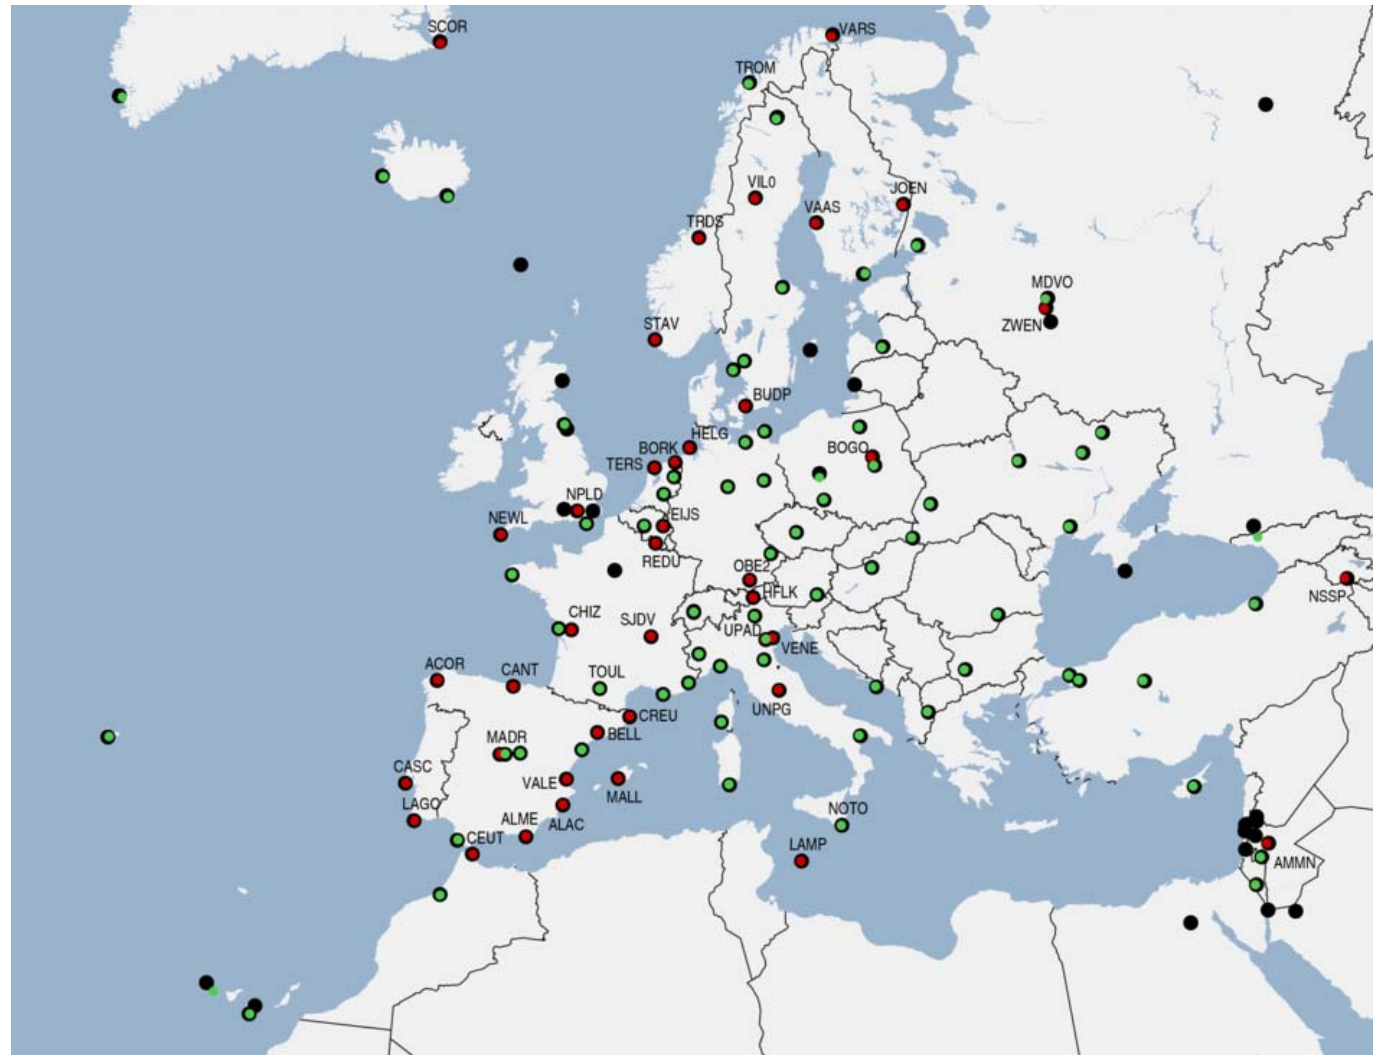 SCOR
VARS
TROM
VIL0
JOEN
VAAS
TRDS
MDVO
ZWEN
STAV
BUDP
HELG
BORK
BOGO
TERS
NPLD
NEWL
EIJS
REDU
OBE2
HFLK
NSSP
CHIZ
SJDV
UPAD
VENE
ACOR
CANT
TOUL
UNPG
CREU
BELL
MADR
CASC
VALE
MALL
LAGO
ALAC
ALME
NOTO
CEUT
LAMP
AMMN